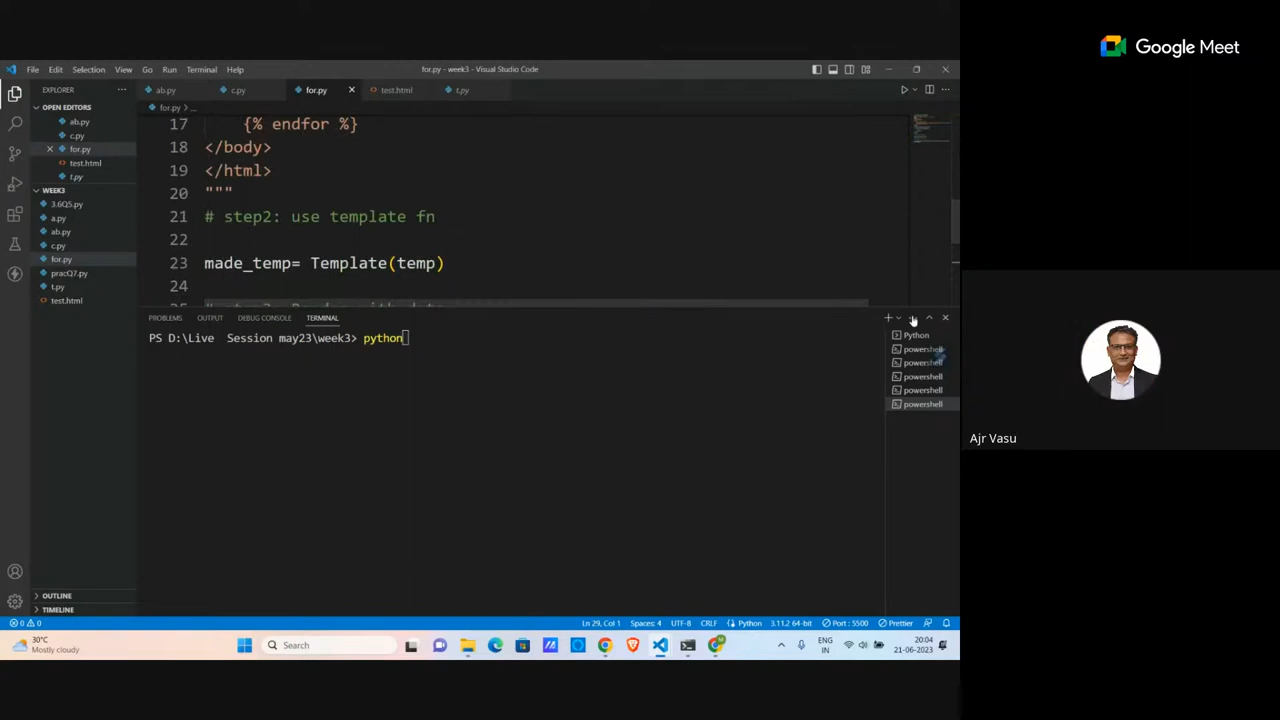 Google Meet
File Edit Selection View Go Run Terminal Help
for.py - week3 - Visual Studio Code
EXPLORER
ab.py c.py for.py test.html t.py
OPEN EDITORS
for.py > ...
ab.py
c.py
for.py
test.html
t.py
WEEK3
3.6Q5.py
a.py
ab.py
c.py
for.py
pracQ7.py
t.py
test.html
OUTLINE
TIMELINE
17 {% endfor %}
18 </body>
19 </html>
20 """
21 # step2: use template fn
22
23 made_temp= Template(temp)
24
PROBLEMS OUTPUT DEBUG CONSOLE TERMINAL
PS D:\Live Session may23\week3> python
Python
powershell
powershell
powershell
powershell
powershell
Ajr Vasu
0 0
Ln 29, Col 1 Spaces: 4 UTF-8 CRLF Python 3.11.2 64-bit Port : 5500 Prettier
30°C
Mostly cloudy
Search
ENG
IN
20:04
21-06-2023